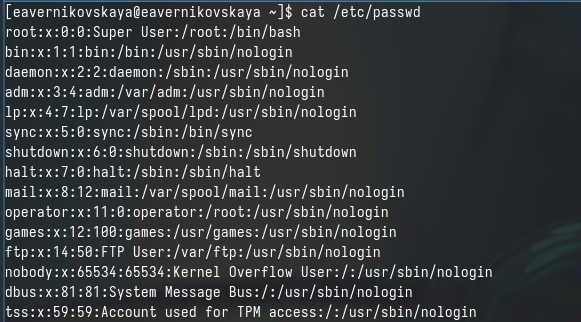 [eavernikovskaya@eavernikovskaya ~]$ cat /etc/passwd
root:x:0:0:Super User:/root:/bin/bash
bin:x:1:1:bin:/bin:/usr/sbin/nologin
daemon:x:2:2:daemon:/sbin:/usr/sbin/nologin
adm:x:3:4:adm:/var/adm:/usr/sbin/nologin
lp:x:4:7:lp:/var/spool/lpd:/usr/sbin/nologin
sync:x:5:0:sync:/sbin:/bin/sync
shutdown:x:6:0:shutdown:/sbin:/sbin/shutdown
halt:x:7:0:halt:/sbin:/sbin/halt
mail:x:8:12:mail:/var/spool/mail:/usr/sbin/nologin
operator:x:11:0:operator:/root:/usr/sbin/nologin
games:x:12:100:games:/usr/games:/usr/sbin/nologin
ftp:x:14:50:FTP User:/var/ftp:/usr/sbin/nologin
nobody:x:65534:65534:Kernel Overflow User:/:/usr/sbin/nologin
dbus:x:81:81:System Message Bus:/:/usr/sbin/nologin
tss:x:59:59:Account used for TPM access:/:/usr/sbin/nologin